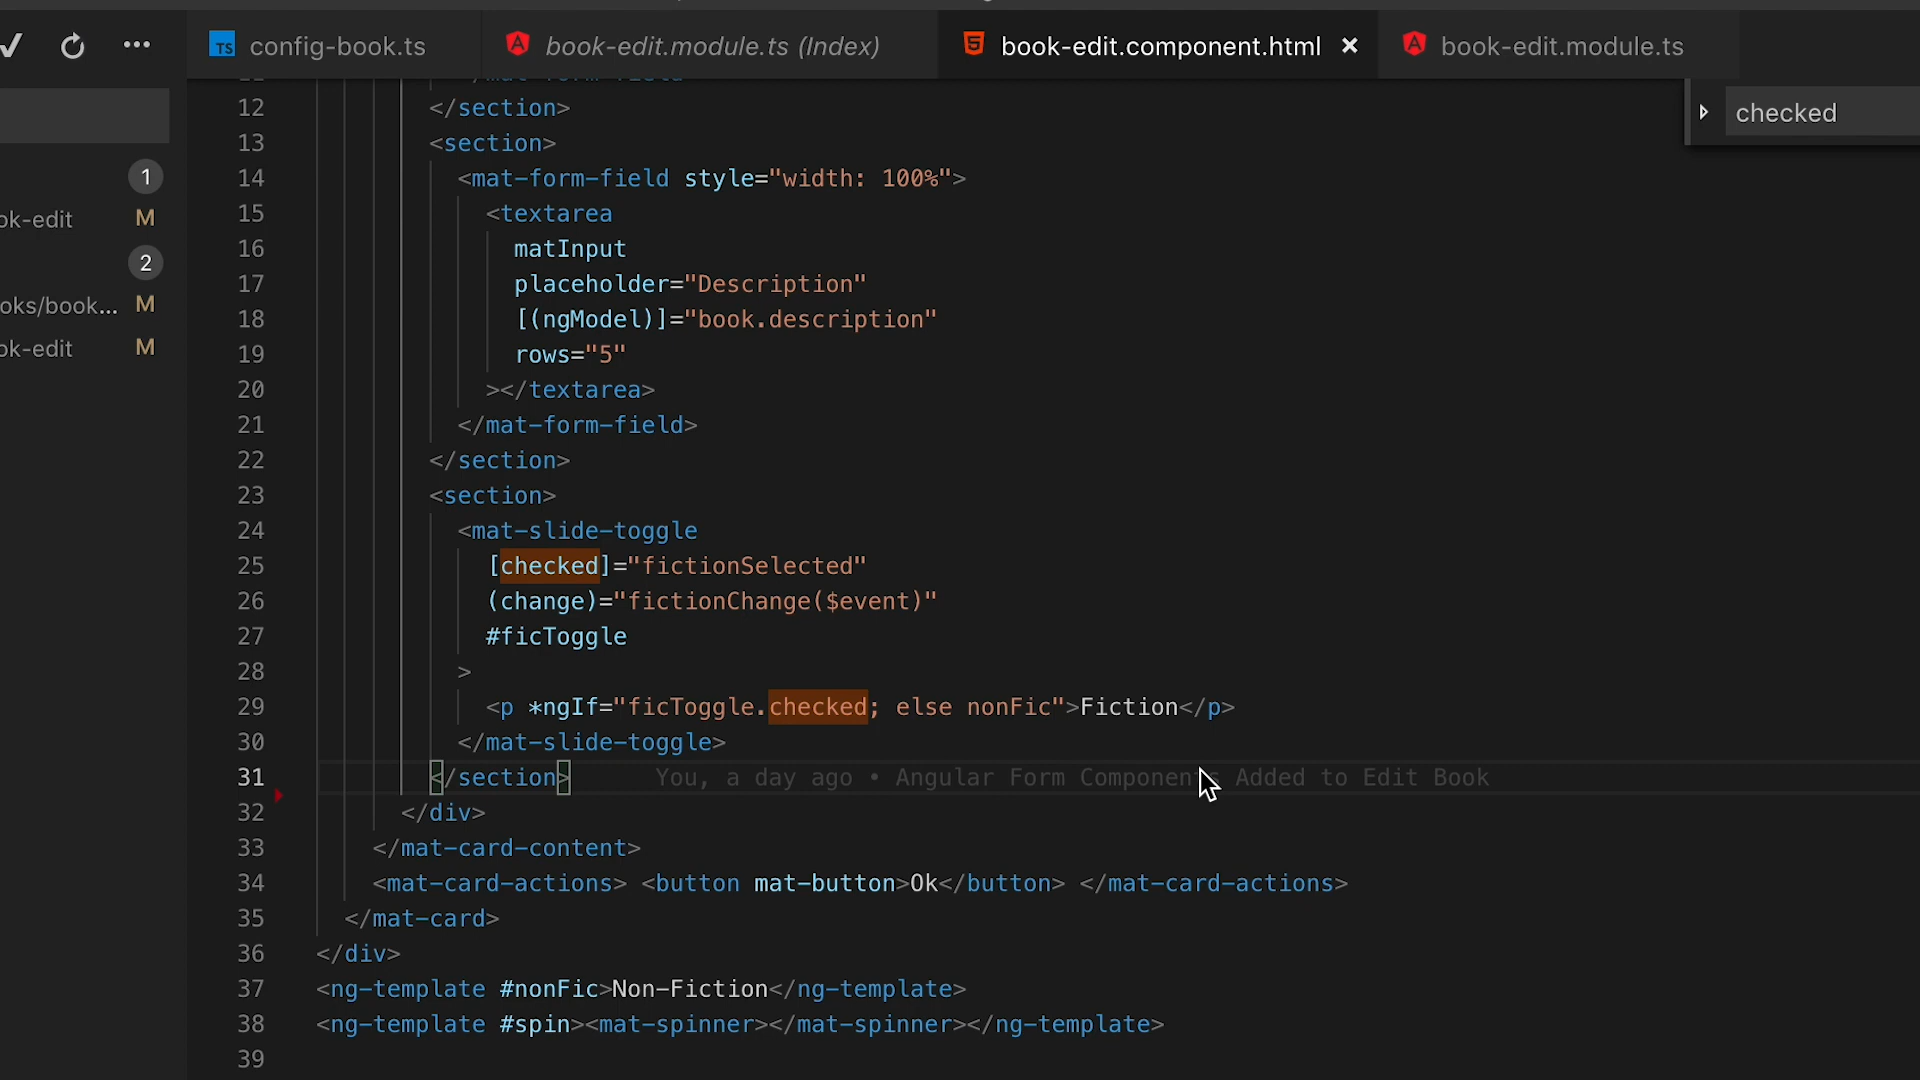 TS config-book.ts
book-edit.module.ts (Index)
book-edit.component.html
book-edit.module.ts
checked
1
ok-edit M
2
oks/book... M
ok-edit M
12 </section>
13 <section>
14 <mat-form-field style="width: 100%">
15 <textarea
16 matInput
17 placeholder="Description"
18 [(ngModel)]="book.description"
19 rows="5"
20 ></textarea>
21 </mat-form-field>
22 </section>
23 <section>
24 <mat-slide-toggle
25 [checked]="fictionSelected"
26 (change)="fictionChange($event)"
27 #ficToggle
28 >
29 <p *ngIf="ficToggle.checked; else nonFic">Fiction</p>
30 </mat-slide-toggle>
31 </section> You, a day ago • Angular Form Components Added to Edit Book
32 </div>
33 </mat-card-content>
34 <mat-card-actions> <button mat-button>Ok</button> </mat-card-actions>
35 </mat-card>
36 </div>
37 <ng-template #nonFic>Non-Fiction</ng-template>
38 <ng-template #spin><mat-spinner></mat-spinner></ng-template>
39